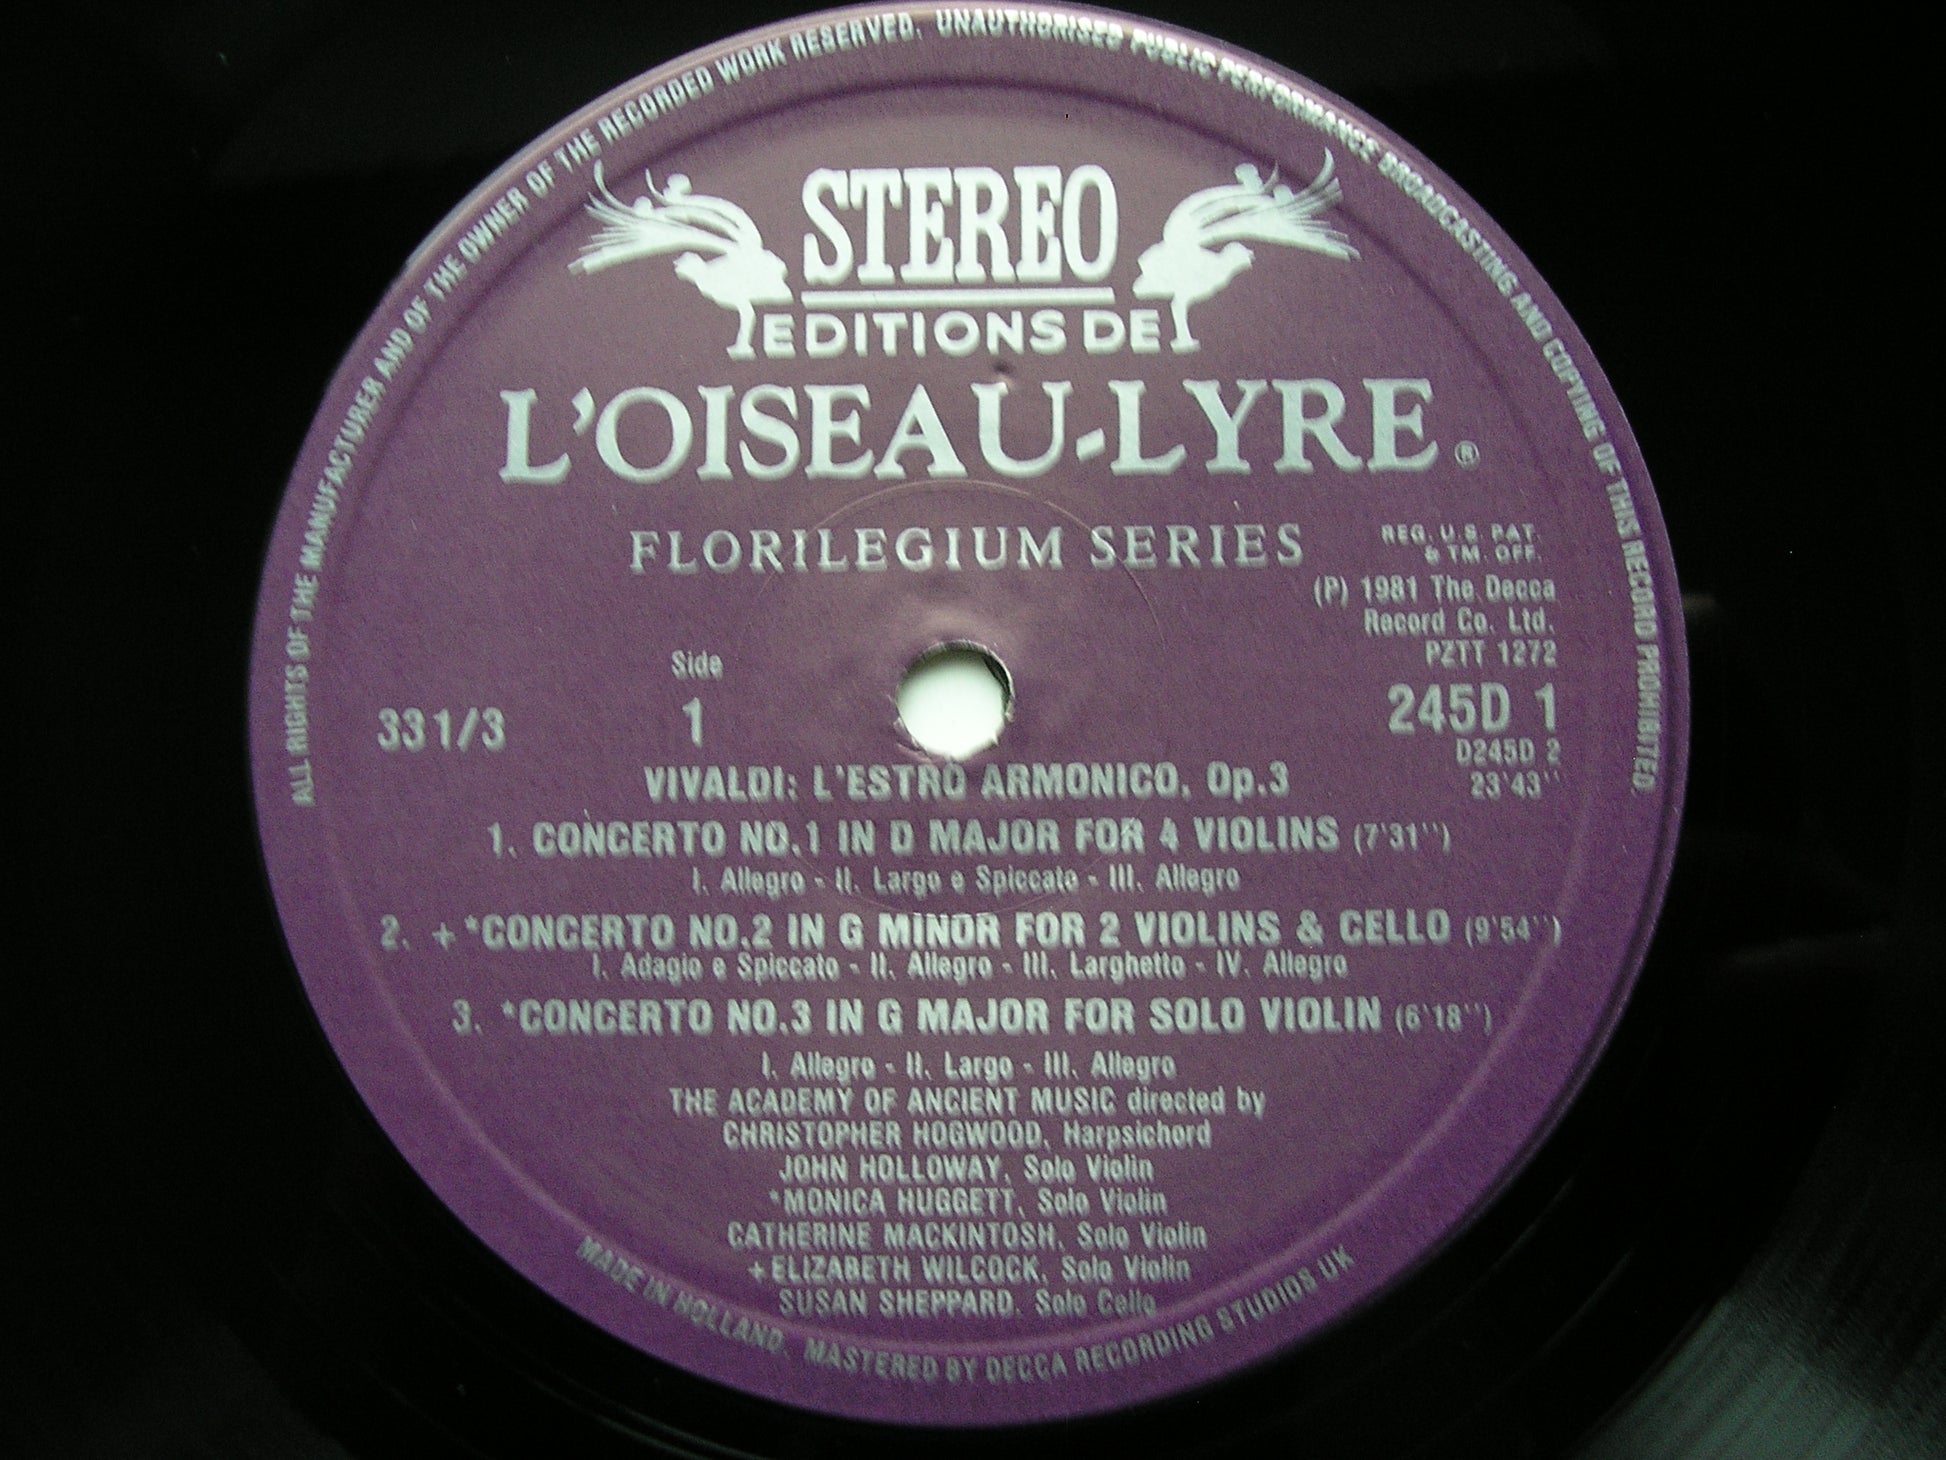 ALL RIGHTS OF THE MANUFACTURER AND OF THE OWNER OF THE RECORDED WORK RESERVED. UNAUTHORISED PUBLIC PERFORMANCE BROADCASTING AND COPYING OF THIS RECORD PROHIBITED.
STEREO
EDITIONS DE
L'OISEAU-LYRE ®
FLORILEGIUM SERIES
REG. U.S. PAT.
& TM. OFF.
(P) 1981 The Decca
Record Co. Ltd.
PZTT 1272
Side
33 1/3 1 245D 1
D245D 2
23'43''
VIVALDI: L'ESTRO ARMONICO, Op.3
1. CONCERTO NO.1 IN D MAJOR FOR 4 VIOLINS (7'31'')
I. Allegro - II. Largo e Spiccato - III. Allegro
2. +*CONCERTO NO.2 IN G MINOR FOR 2 VIOLINS & CELLO (9'54'')
I. Adagio e Spiccato - II. Allegro - III. Larghetto - IV. Allegro
3. *CONCERTO NO.3 IN G MAJOR FOR SOLO VIOLIN (6'18'')
I. Allegro - II. Largo - III. Allegro
THE ACADEMY OF ANCIENT MUSIC directed by
CHRISTOPHER HOGWOOD, Harpsichord
JOHN HOLLOWAY, Solo Violin
*MONICA HUGGETT, Solo Violin
CATHERINE MACKINTOSH, Solo Violin
+ELIZABETH WILCOCK, Solo Violin
SUSAN SHEPPARD, Solo Cello
MADE IN HOLLAND. MASTERED BY DECCA RECORDING STUDIOS UK